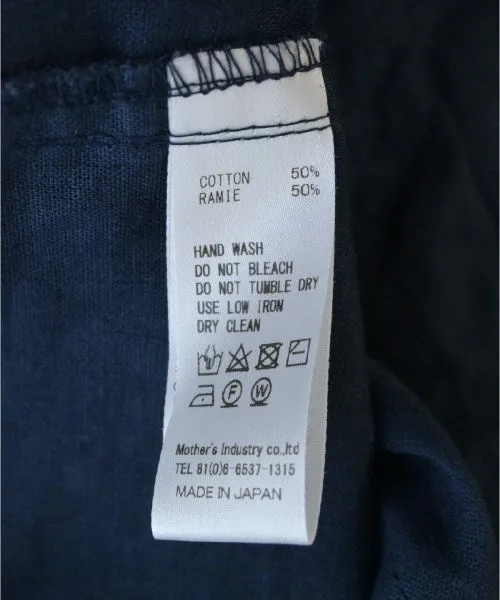 COTTON 50%
RAMIE 50%
HAND WASH
DO NOT BLEACH
DO NOT TUMBLE DRY
USE LOW IRON
DRY CLEAN
F W
Mother's Industry co.,ltd
TEL 81(0)6-6537-1315
MADE IN JAPAN